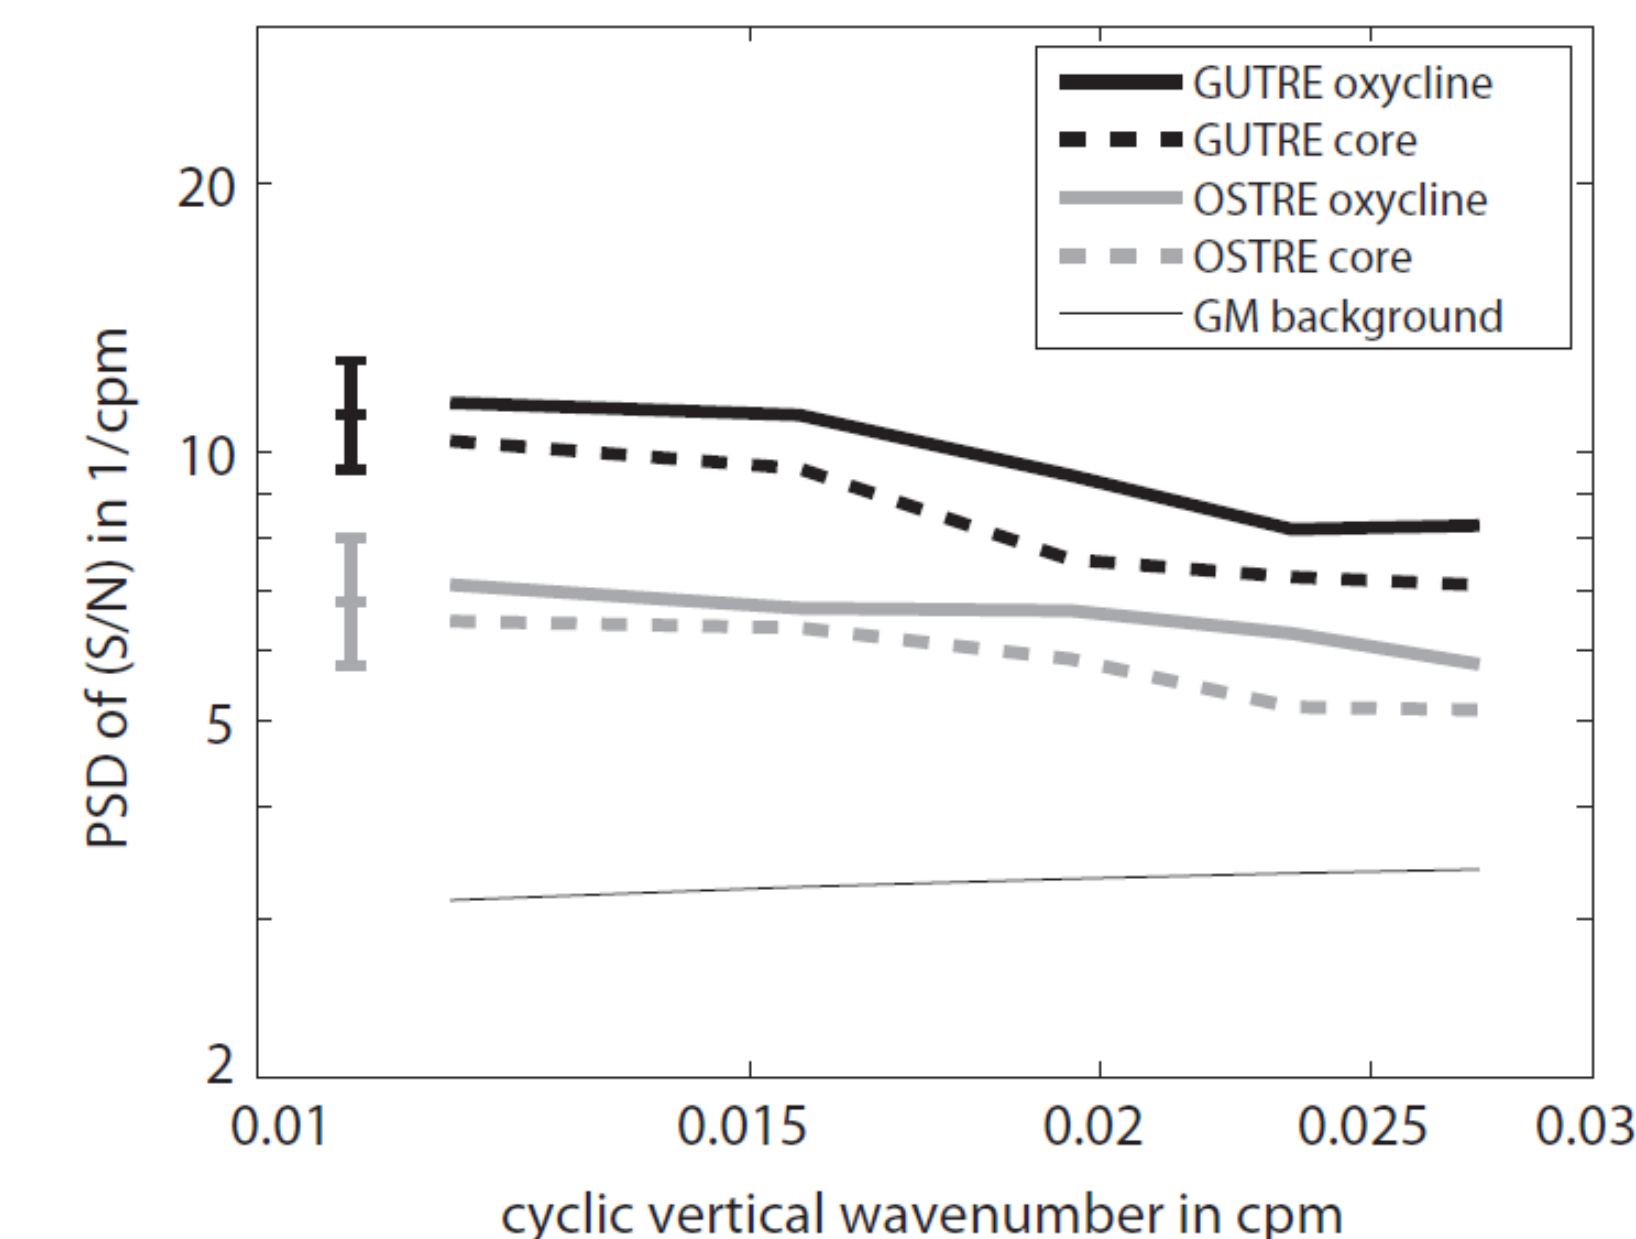 GUTRE oxycline
GUTRE core
OSTRE oxycline
OSTRE core
GM background
PSD of (S/N) in 1/cpm
20
10
5
2
0.01 0.015 0.02 0.025 0.03
cyclic vertical wavenumber in cpm